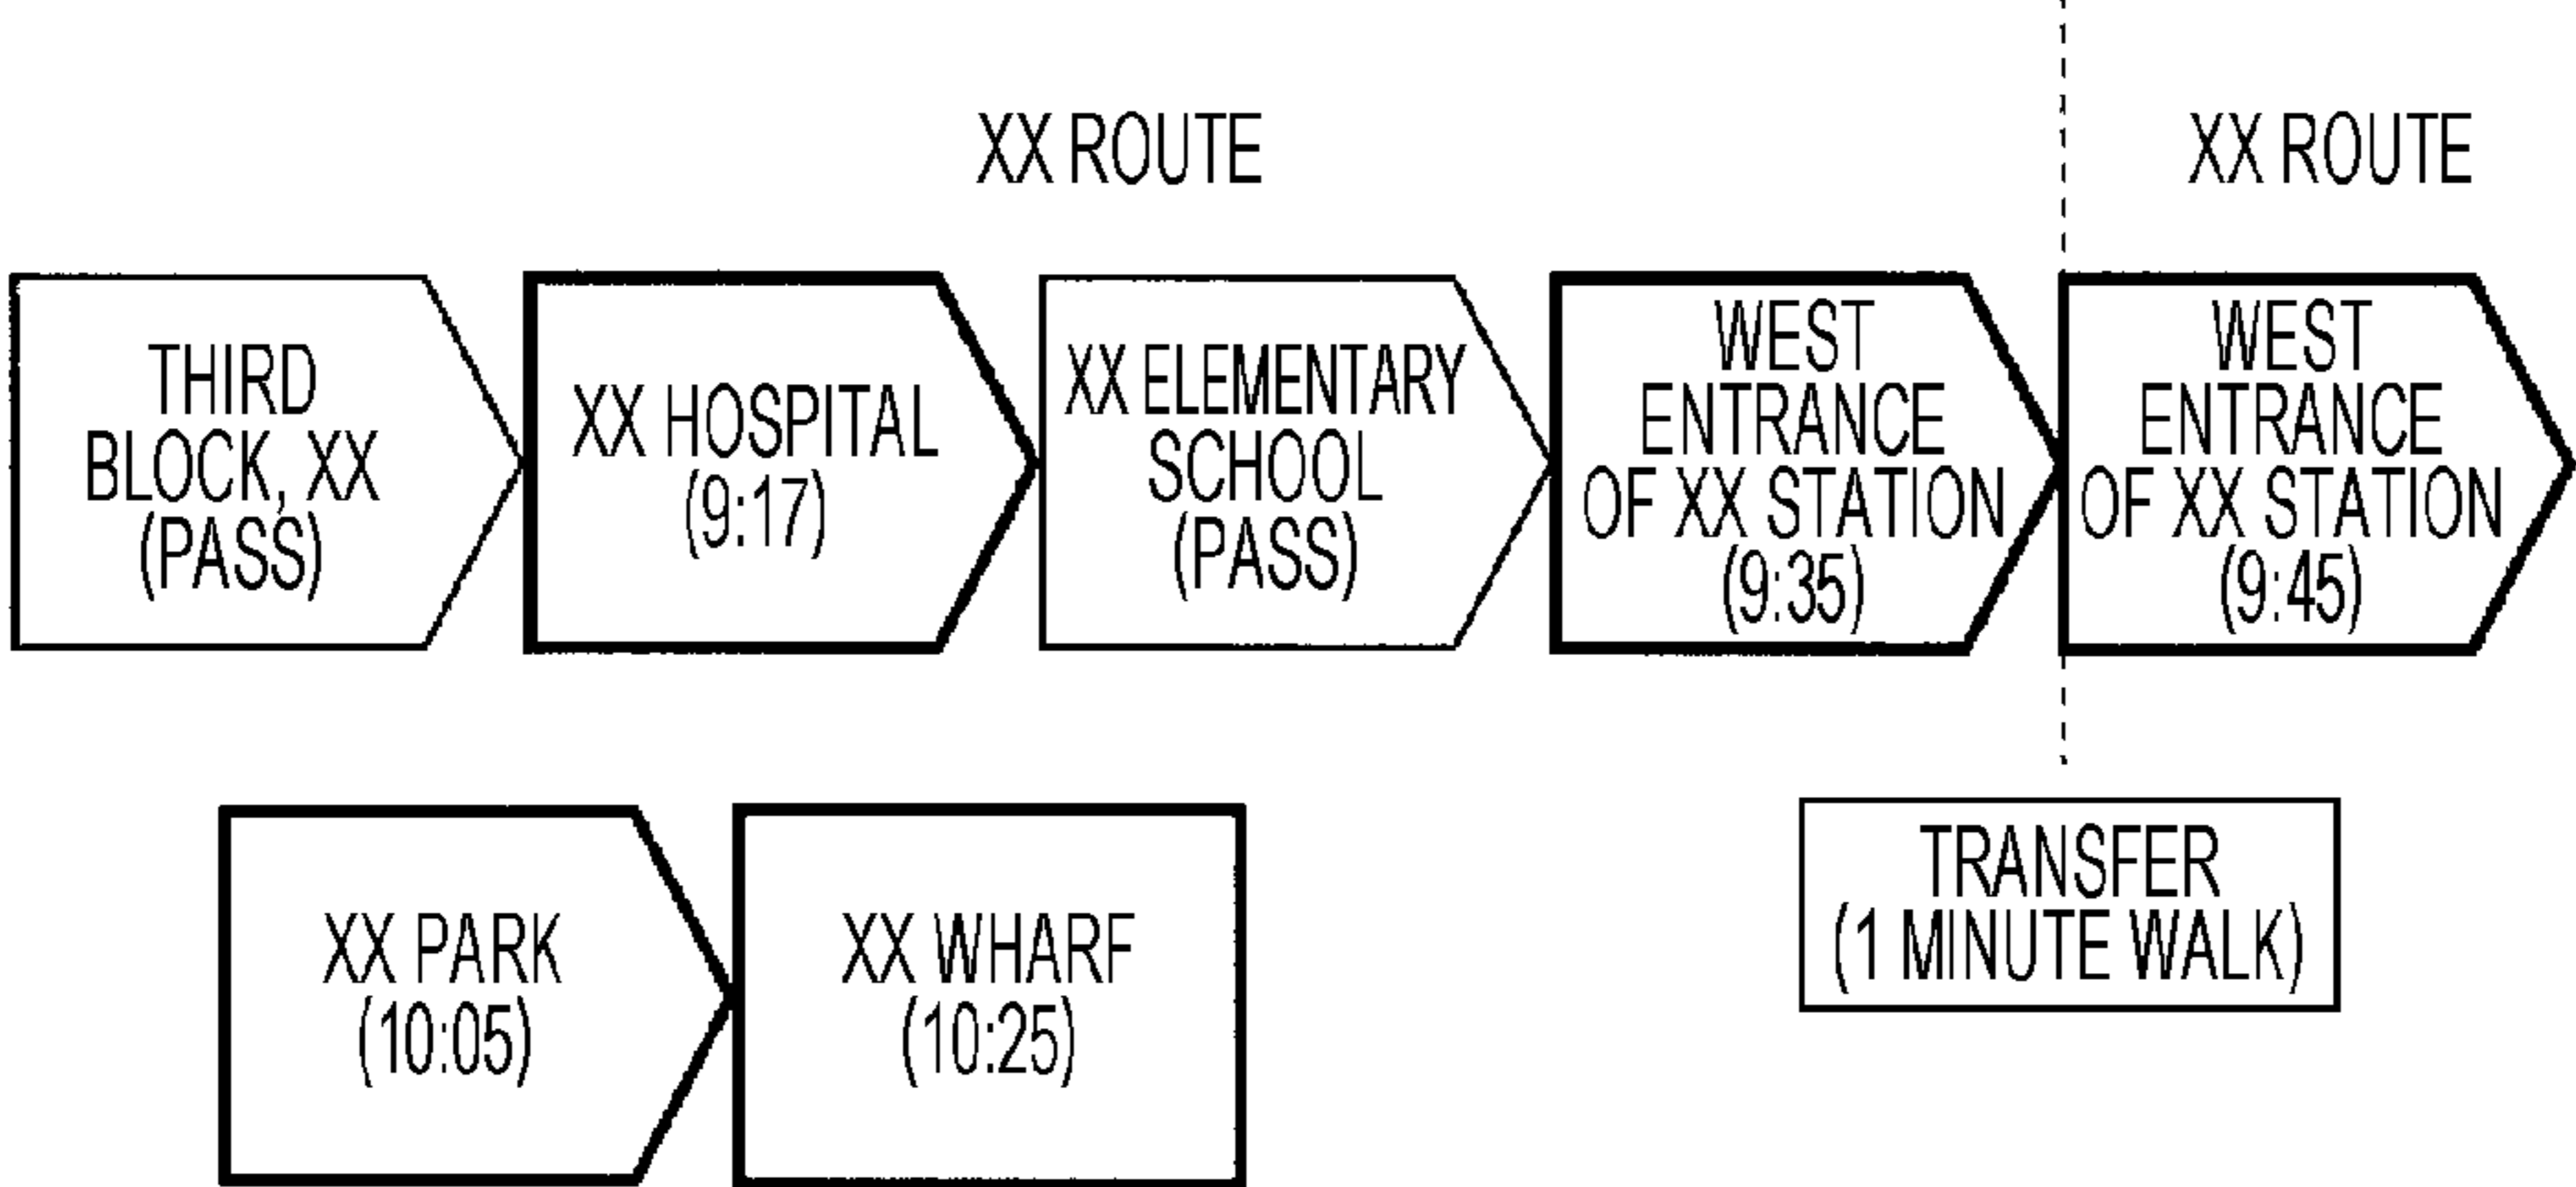 XX ROUTE
XX ROUTE
THIRD
BLOCK, XX
(PASS)
XX HOSPITAL
(9:17)
XX ELEMENTARY
SCHOOL
(PASS)
WEST
ENTRANCE
OF XX STATION
(9:35)
WEST
ENTRANCE
OF XX STATION
(9:45)
XX PARK
(10:05)
XX WHARF
(10:25)
TRANSFER
(1 MINUTE WALK)